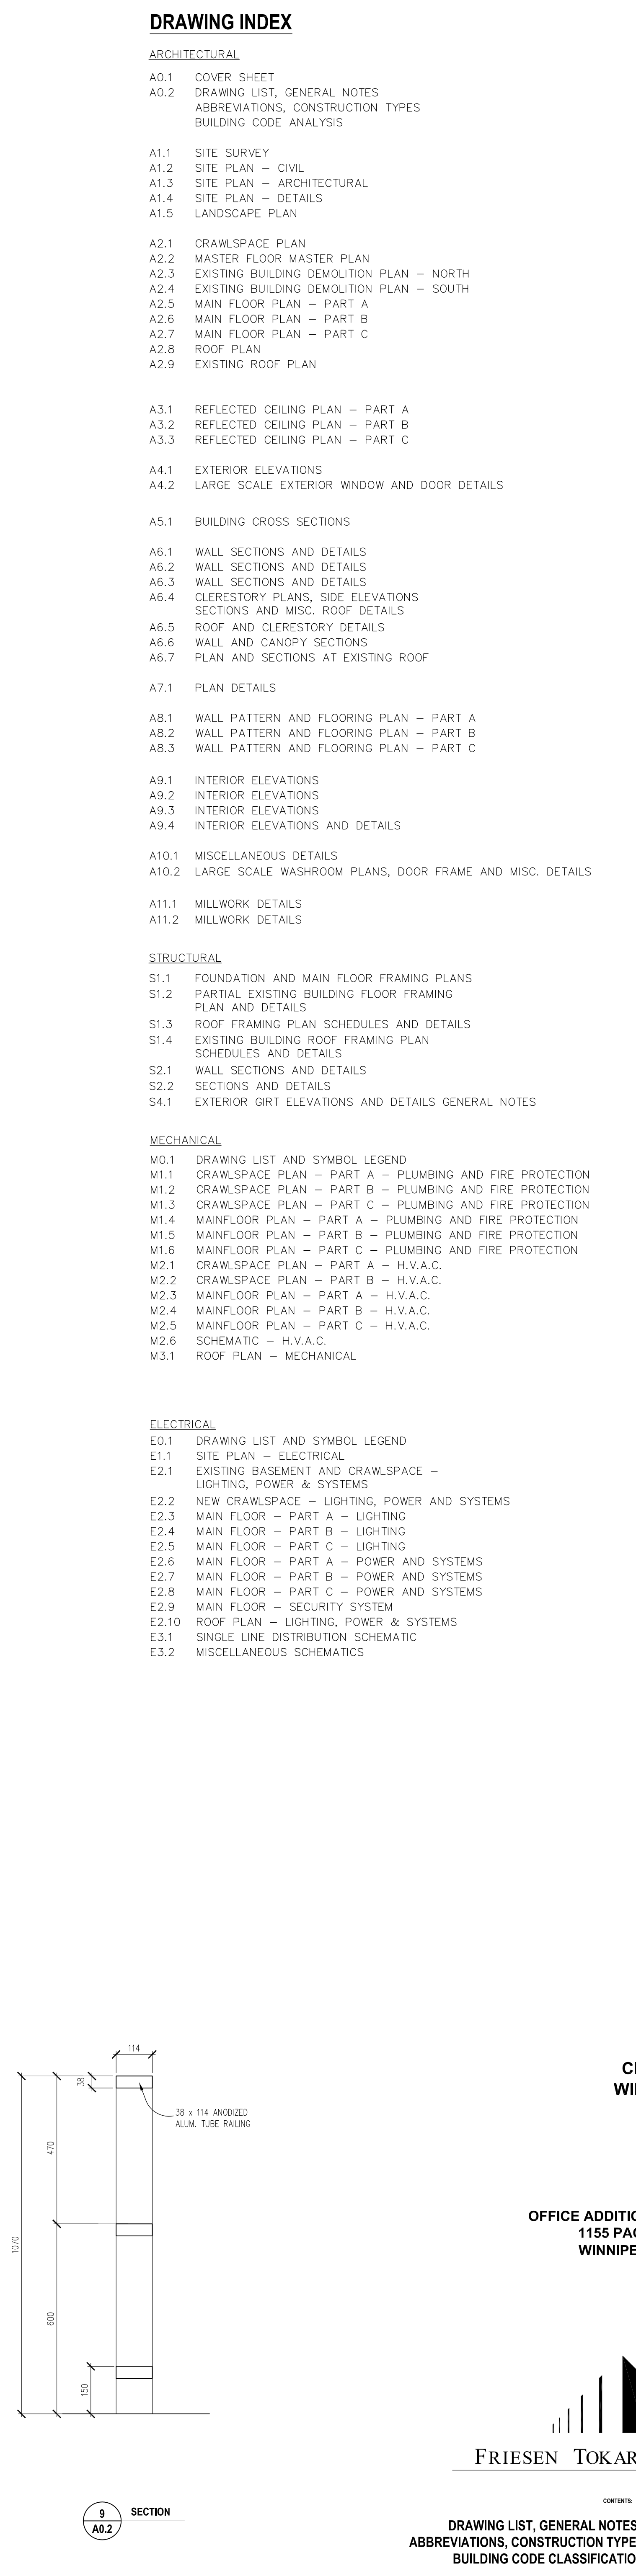 DRAWING INDEX
ARCHITECTURAL
A0.1 COVER SHEET
A0.2 DRAWING LIST, GENERAL NOTES
ABBREVIATIONS, CONSTRUCTION TYPES
BUILDING CODE ANALYSIS
A1.1 SITE SURVEY
A1.2 SITE PLAN – CIVIL
A1.3 SITE PLAN – ARCHITECTURAL
A1.4 SITE PLAN – DETAILS
A1.5 LANDSCAPE PLAN
A2.1 CRAWLSPACE PLAN
A2.2 MASTER FLOOR MASTER PLAN
A2.3 EXISTING BUILDING DEMOLITION PLAN – NORTH
A2.4 EXISTING BUILDING DEMOLITION PLAN – SOUTH
A2.5 MAIN FLOOR PLAN – PART A
A2.6 MAIN FLOOR PLAN – PART B
A2.7 MAIN FLOOR PLAN – PART C
A2.8 ROOF PLAN
A2.9 EXISTING ROOF PLAN
A3.1 REFLECTED CEILING PLAN – PART A
A3.2 REFLECTED CEILING PLAN – PART B
A3.3 REFLECTED CEILING PLAN – PART C
A4.1 EXTERIOR ELEVATIONS
A4.2 LARGE SCALE EXTERIOR WINDOW AND DOOR DETAILS
A5.1 BUILDING CROSS SECTIONS
A6.1 WALL SECTIONS AND DETAILS
A6.2 WALL SECTIONS AND DETAILS
A6.3 WALL SECTIONS AND DETAILS
A6.4 CLERESTORY PLANS, SIDE ELEVATIONS
SECTIONS AND MISC. ROOF DETAILS
A6.5 ROOF AND CLERESTORY DETAILS
A6.6 WALL AND CANOPY SECTIONS
A6.7 PLAN AND SECTIONS AT EXISTING ROOF
A7.1 PLAN DETAILS
A8.1 WALL PATTERN AND FLOORING PLAN – PART A
A8.2 WALL PATTERN AND FLOORING PLAN – PART B
A8.3 WALL PATTERN AND FLOORING PLAN – PART C
A9.1 INTERIOR ELEVATIONS
A9.2 INTERIOR ELEVATIONS
A9.3 INTERIOR ELEVATIONS
A9.4 INTERIOR ELEVATIONS AND DETAILS
A10.1 MISCELLANEOUS DETAILS
A10.2 LARGE SCALE WASHROOM PLANS, DOOR FRAME AND MISC. DETAILS
A11.1 MILLWORK DETAILS
A11.2 MILLWORK DETAILS
STRUCTURAL
S1.1 FOUNDATION AND MAIN FLOOR FRAMING PLANS
S1.2 PARTIAL EXISTING BUILDING FLOOR FRAMING
PLAN AND DETAILS
S1.3 ROOF FRAMING PLAN SCHEDULES AND DETAILS
S1.4 EXISTING BUILDING ROOF FRAMING PLAN
SCHEDULES AND DETAILS
S2.1 WALL SECTIONS AND DETAILS
S2.2 SECTIONS AND DETAILS
S4.1 EXTERIOR GIRT ELEVATIONS AND DETAILS GENERAL NOTES
MECHANICAL
M0.1 DRAWING LIST AND SYMBOL LEGEND
M1.1 CRAWLSPACE PLAN – PART A – PLUMBING AND FIRE PROTECTION
M1.2 CRAWLSPACE PLAN – PART B – PLUMBING AND FIRE PROTECTION
M1.3 CRAWLSPACE PLAN – PART C – PLUMBING AND FIRE PROTECTION
M1.4 MAINFLOOR PLAN – PART A – PLUMBING AND FIRE PROTECTION
M1.5 MAINFLOOR PLAN – PART B – PLUMBING AND FIRE PROTECTION
M1.6 MAINFLOOR PLAN – PART C – PLUMBING AND FIRE PROTECTION
M2.1 CRAWLSPACE PLAN – PART A – H.V.A.C.
M2.2 CRAWLSPACE PLAN – PART B – H.V.A.C.
M2.3 MAINFLOOR PLAN – PART A – H.V.A.C.
M2.4 MAINFLOOR PLAN – PART B – H.V.A.C.
M2.5 MAINFLOOR PLAN – PART C – H.V.A.C.
M2.6 SCHEMATIC – H.V.A.C.
M3.1 ROOF PLAN – MECHANICAL
ELECTRICAL
E0.1 DRAWING LIST AND SYMBOL LEGEND
E1.1 SITE PLAN – ELECTRICAL
E2.1 EXISTING BASEMENT AND CRAWLSPACE –
LIGHTING, POWER & SYSTEMS
E2.2 NEW CRAWLSPACE – LIGHTING, POWER AND SYSTEMS
E2.3 MAIN FLOOR – PART A – LIGHTING
E2.4 MAIN FLOOR – PART B – LIGHTING
E2.5 MAIN FLOOR – PART C – LIGHTING
E2.6 MAIN FLOOR – PART A – POWER AND SYSTEMS
E2.7 MAIN FLOOR – PART B – POWER AND SYSTEMS
E2.8 MAIN FLOOR – PART C – POWER AND SYSTEMS
E2.9 MAIN FLOOR – SECURITY SYSTEM
E2.10 ROOF PLAN – LIGHTING, POWER & SYSTEMS
E3.1 SINGLE LINE DISTRIBUTION SCHEMATIC
E3.2 MISCELLANEOUS SCHEMATICS
114
38
38 x 114 ANODIZED
ALUM. TUBE RAILING
470
1070
600
150
9
A0.2
SECTION
CI
WIN
OFFICE ADDITIO
1155 PAC
WINNIPE
FRIESEN TOKAR
CONTENTS:
DRAWING LIST, GENERAL NOTES
ABBREVIATIONS, CONSTRUCTION TYPE
BUILDING CODE CLASSIFICATIO